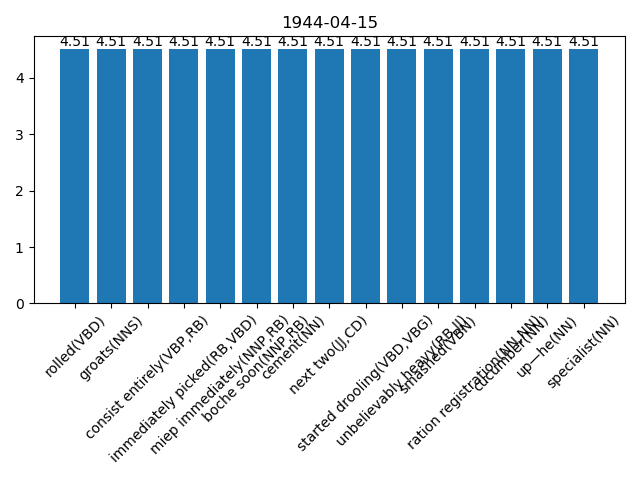 1944-04-15
4.51 4.51 4.51 4.51 4.51 4.51 4.51 4.51 4.51 4.51 4.51 4.51 4.51 4.51 4.51
4
3
2
1
0
rolled(VBD)
groats(NNS)
consist entirely(VBP,RB)
immediately picked(RB,VBD)
miep immediately(NNP,RB)
boche soon(NNP,RB)
cement(NN)
next two(JJ,CD)
started drooling(VBD,VBG)
unbelievably heavy(RB,JJ)
smashed(VBN)
ration registration(NN,NN)
cucumber(NN)
up—he(NN)
specialist(NN)